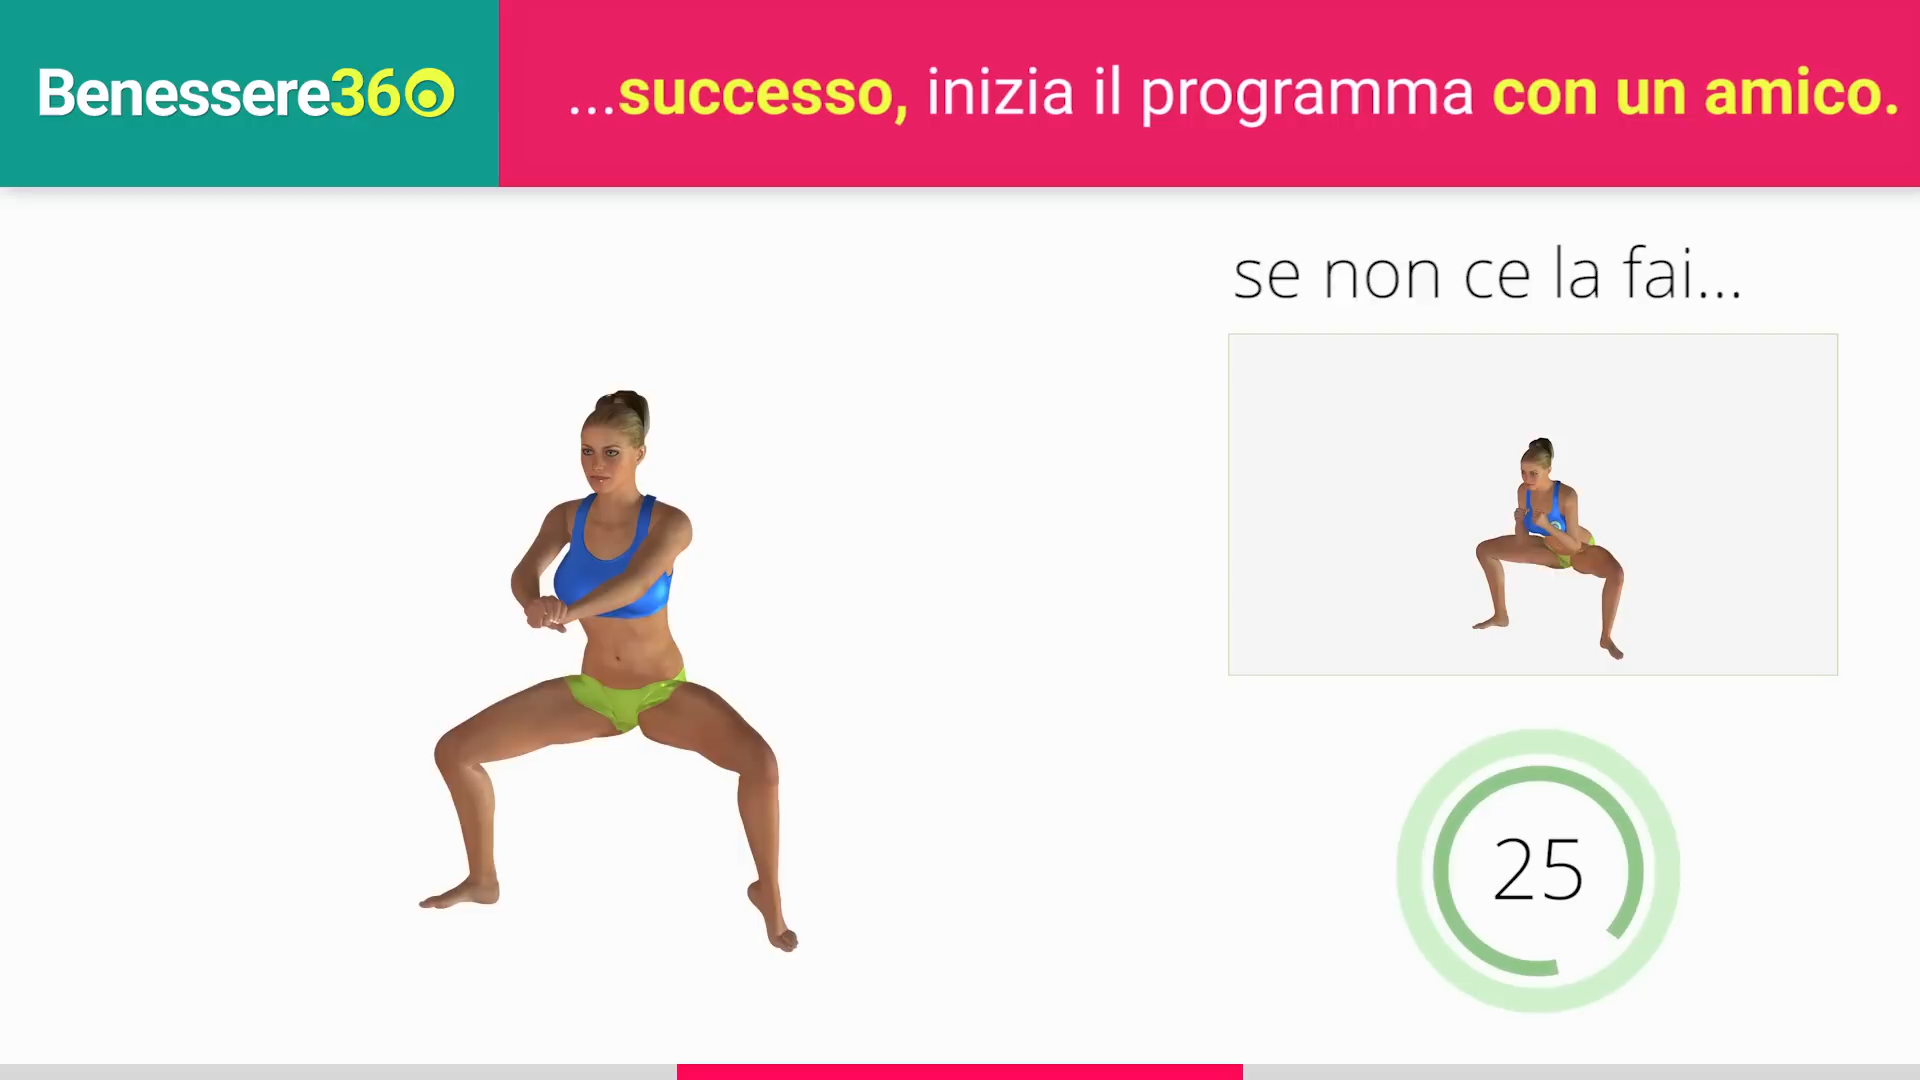 Benessere360
...successo, inizia il programma con un amico.
se non ce la fai...
25